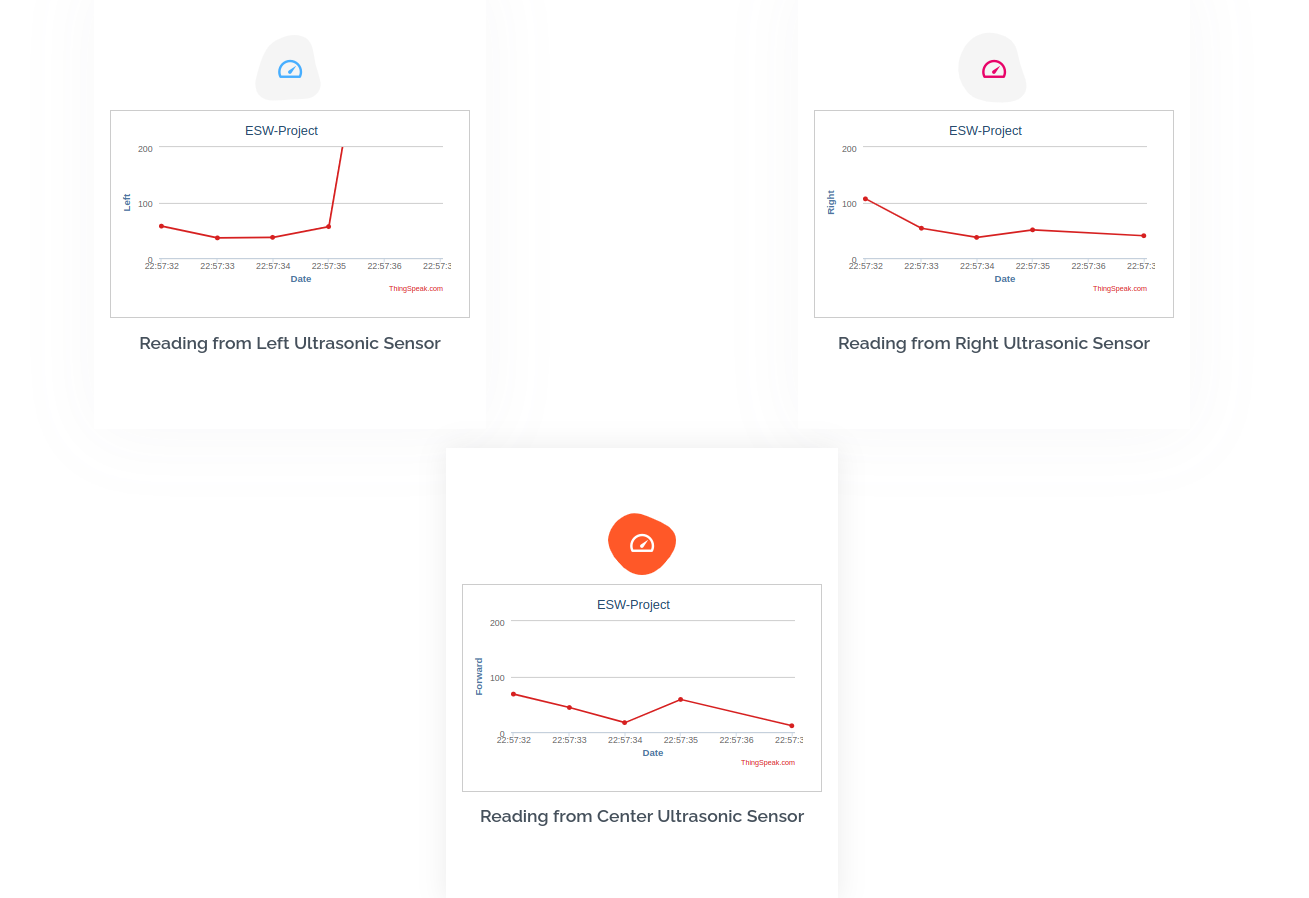 ESW-Project
200
100
0
Left
22:57:32 22:57:33 22:57:34 22:57:35 22:57:36 22:57:3
Date
ThingSpeak.com
Reading from Left Ultrasonic Sensor
ESW-Project
200
100
0
Right
22:57:32 22:57:33 22:57:34 22:57:35 22:57:36 22:57:3
Date
ThingSpeak.com
Reading from Right Ultrasonic Sensor
ESW-Project
200
100
0
Forward
22:57:32 22:57:33 22:57:34 22:57:35 22:57:36 22:57:3
Date
ThingSpeak.com
Reading from Center Ultrasonic Sensor